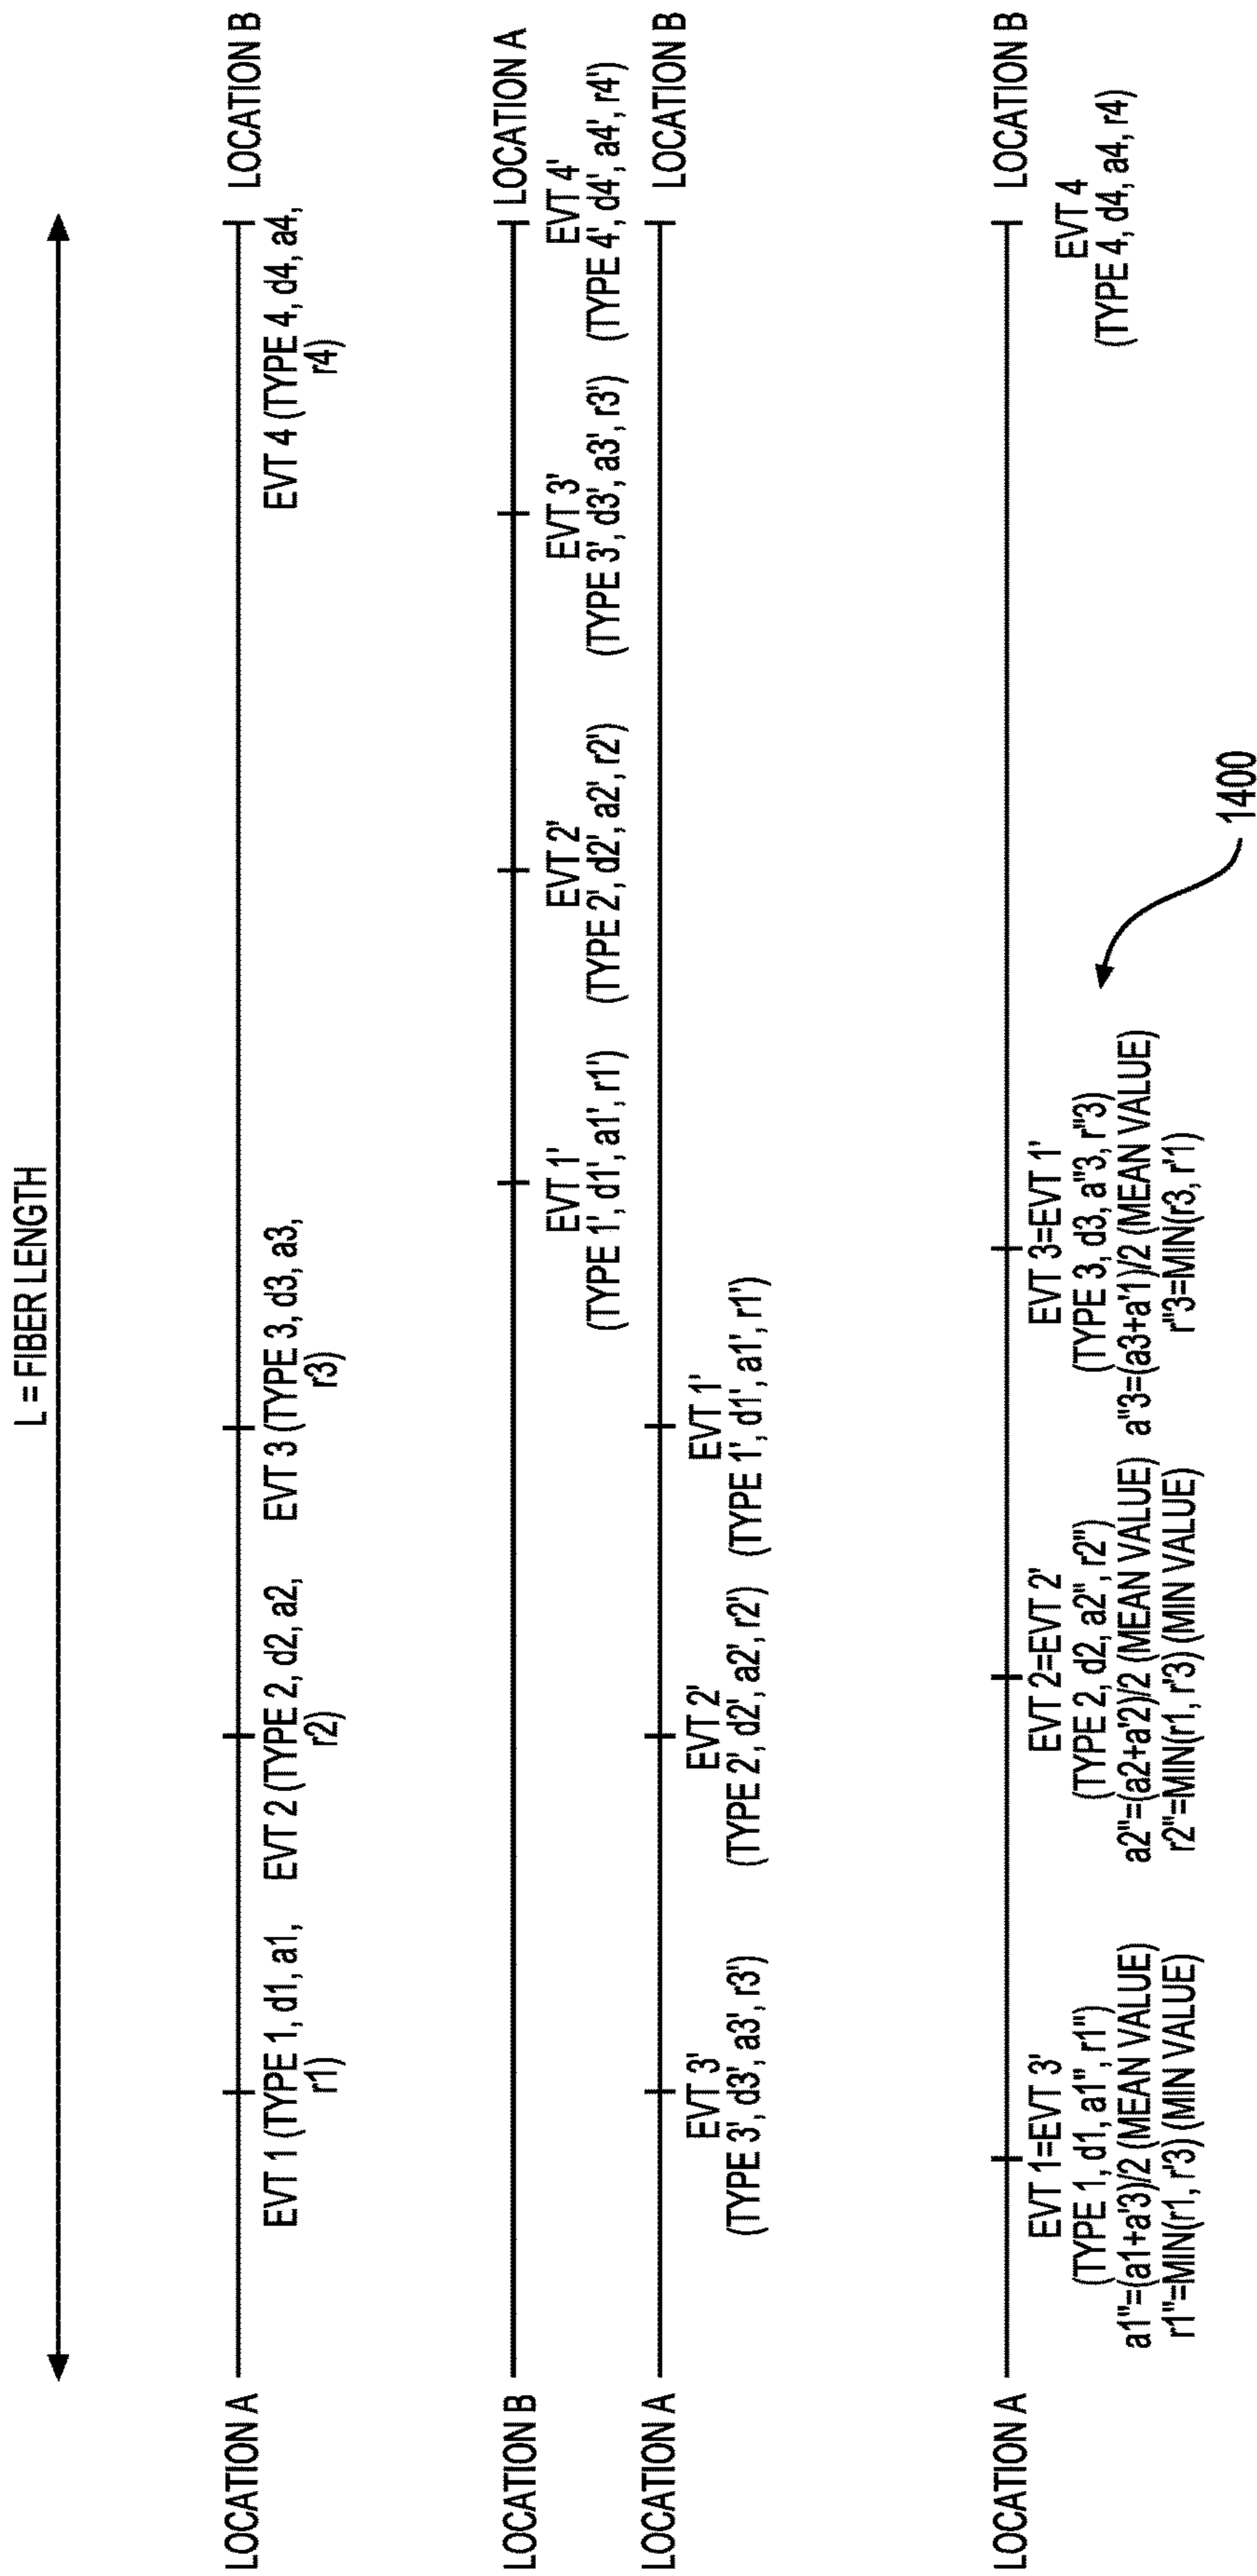 L = FIBER LENGTH
LOCATION A
LOCATION B
EVT 1 (TYPE 1, d1, a1,
r1)
EVT 2 (TYPE 2, d2, a2,
r2)
EVT 3 (TYPE 3, d3, a3,
r3)
EVT 4 (TYPE 4, d4, a4,
r4)
LOCATION B
LOCATION A
EVT 1'
(TYPE 1', d1', a1', r1')
EVT 2'
(TYPE 2', d2', a2', r2')
EVT 3'
(TYPE 3', d3', a3', r3')
EVT 4'
(TYPE 4', d4', a4', r4')
LOCATION A
LOCATION B
EVT 3'
(TYPE 3', d3', a3', r3')
EVT 2'
(TYPE 2', d2', a2', r2')
EVT 1'
(TYPE 1', d1', a1', r1')
LOCATION A
LOCATION B
EVT 1=EVT 3'
(TYPE 1, d1, a1", r1")
a1"=(a1+a'3)/2 (MEAN VALUE)
r1"=MIN(r1, r'3) (MIN VALUE)
EVT 2=EVT 2'
(TYPE 2, d2, a2", r2")
a2"=(a2+a'2)/2 (MEAN VALUE)
r2"=MIN(r1, r'3) (MIN VALUE)
EVT 3=EVT 1'
(TYPE 3, d3, a"3, r"3)
a"3=(a3+a'1)/2 (MEAN VALUE)
r"3=MIN(r3, r'1)
EVT 4
(TYPE 4, d4, a4, r4)
1400